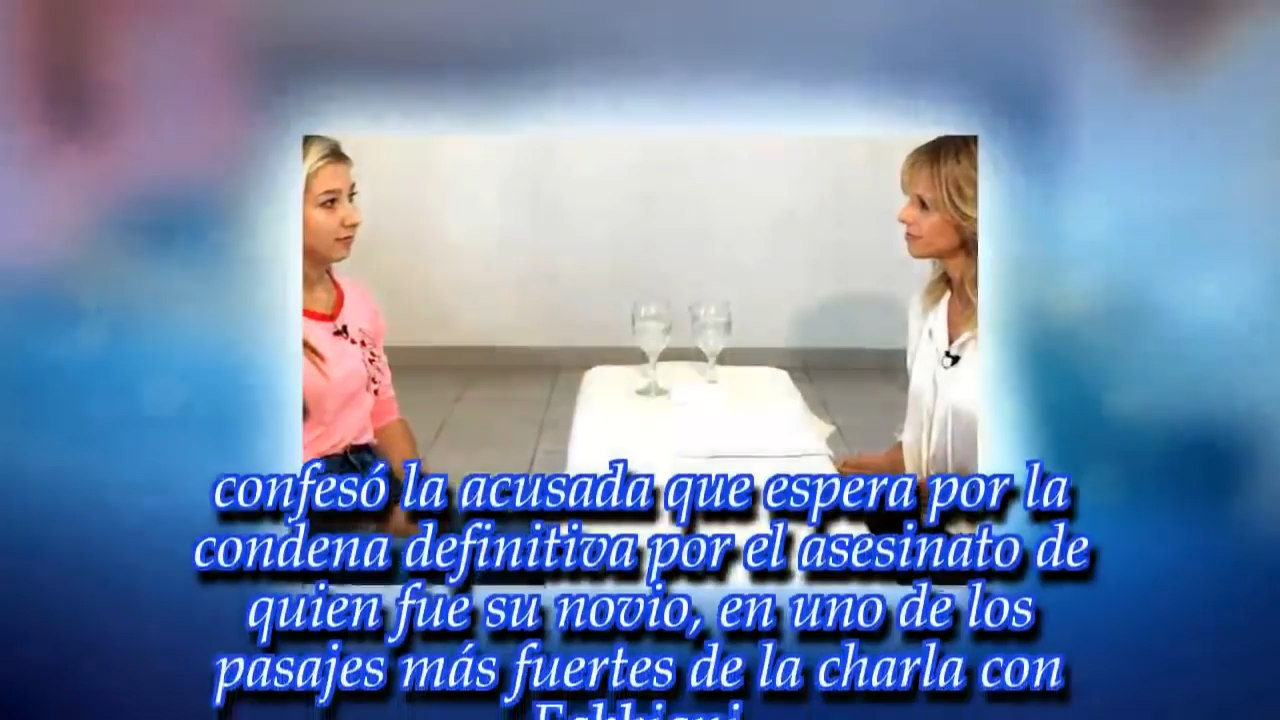 confesó la acusada que espera por la
condena definitiva por el asesinato de
quien fue su novio, en uno de los
pasajes más fuertes de la charla con